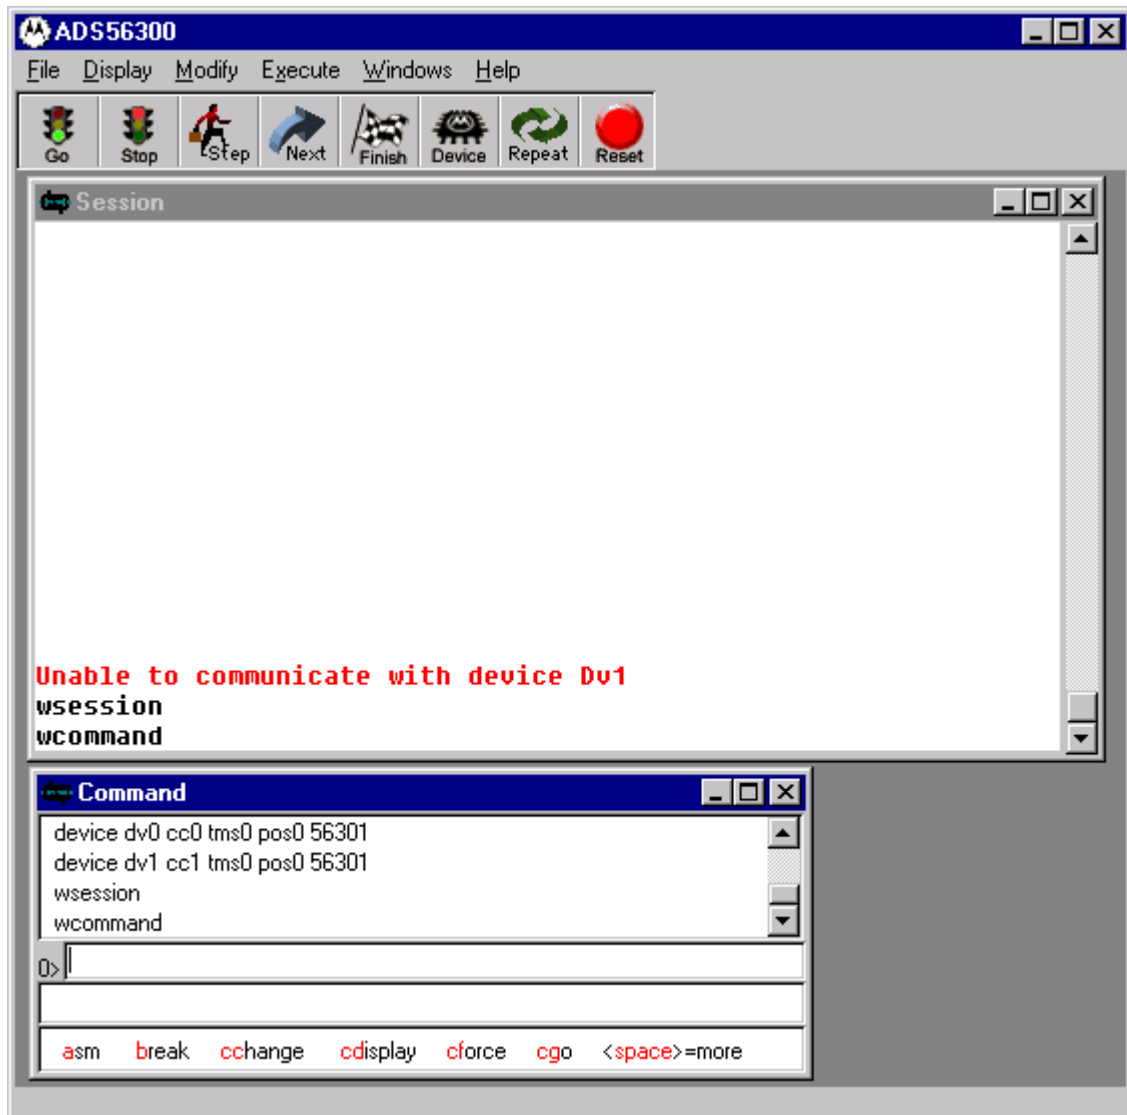 ADS56300
File Display Modify Execute Windows Help
Go Stop Step Next Finish Device Repeat Reset
Session
Unable to communicate with device Dv1
wsession
wcommand
Command
device dv0 cc0 tms0 pos0 56301
device dv1 cc1 tms0 pos0 56301
wsession
wcommand
0>
asm break cchange cdisplay cforce cgo <space>=more